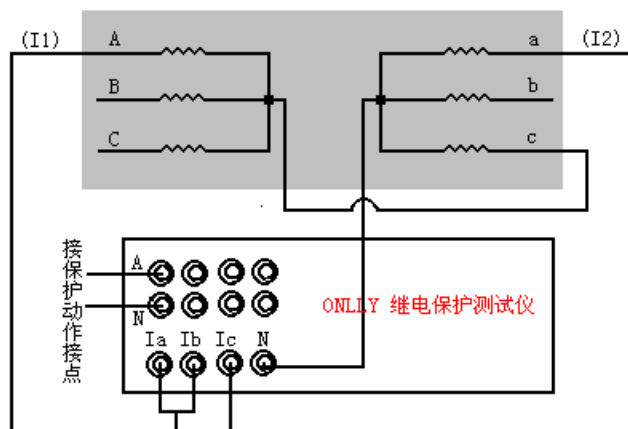 (I1) A a (I2)
B b
C c
接保护动作接点
A
N
ONLLY 继电保护测试仪
Ia Ib Ic N